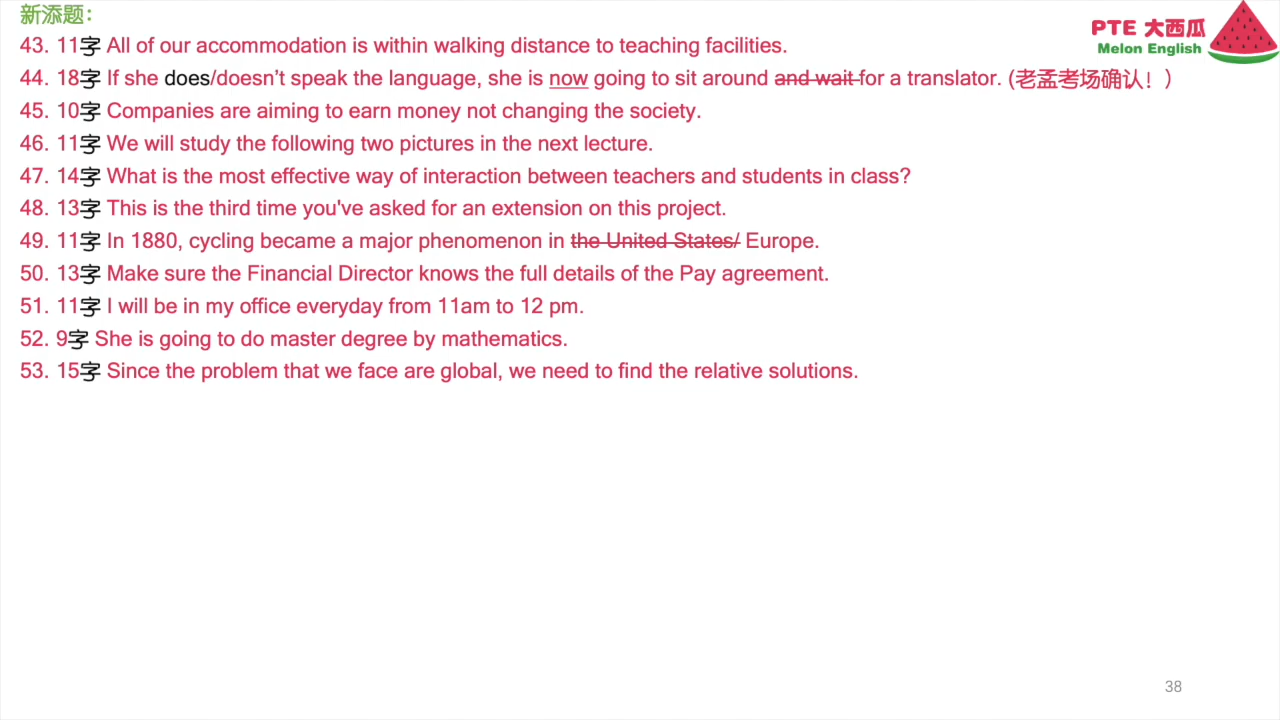 新添题：
PTE 大西瓜
Melon English
43. 11字 All of our accommodation is within walking distance to teaching facilities.
44. 18字 If she does/doesn’t speak the language, she is now going to sit around and wait for a translator. (老孟考场确认！)
45. 10字 Companies are aiming to earn money not changing the society.
46. 11字 We will study the following two pictures in the next lecture.
47. 14字 What is the most effective way of interaction between teachers and students in class?
48. 13字 This is the third time you've asked for an extension on this project.
49. 11字 In 1880, cycling became a major phenomenon in the United States/ Europe.
50. 13字 Make sure the Financial Director knows the full details of the Pay agreement.
51. 11字 I will be in my office everyday from 11am to 12 pm.
52. 9字 She is going to do master degree by mathematics.
53. 15字 Since the problem that we face are global, we need to find the relative solutions.
38